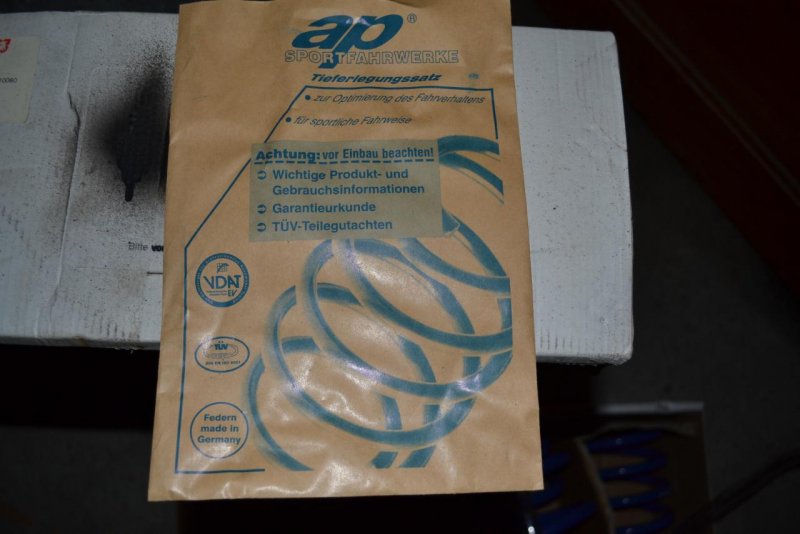 ap®
SPORTFAHRWERKE
Tieferlegungssatz
• zur Optimierung des Fahrverhaltens
• für sportliche Fahrweise
Achtung: vor Einbau beachten!
Wichtige Produkt- und
Gebrauchsinformationen
Garantieurkunde
TÜV-Teilegutachten
VDAT
EV
TÜV
Federn
made in
Germany
Bitte